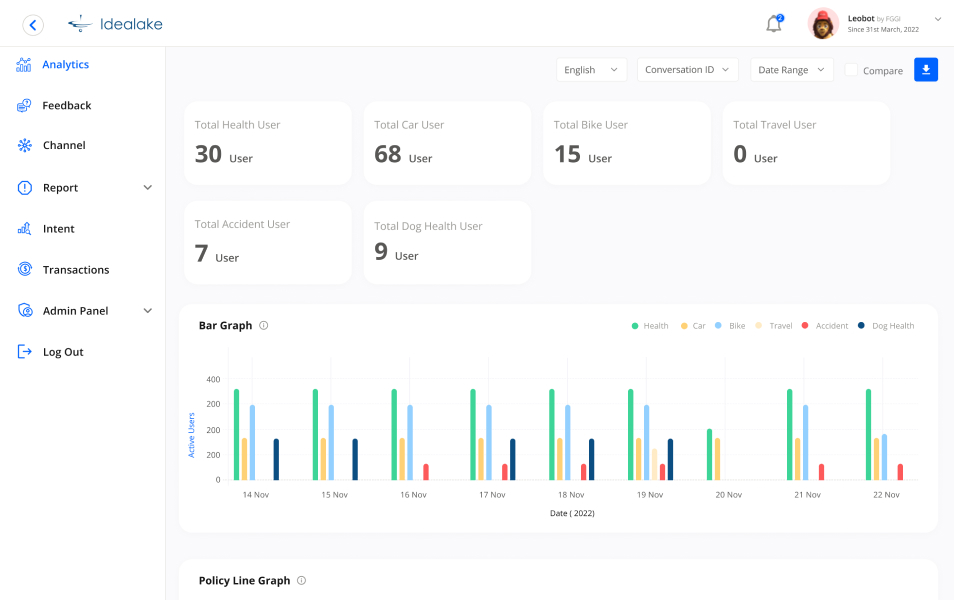 Idealake
2
Leobot by FGGI
Since 31st March, 2022
Analytics
Feedback
Channel
Report
Intent
Transactions
Admin Panel
Log Out
English
Conversation ID
Date Range
Compare
Total Health User
30 User
Total Car User
68 User
Total Bike User
15 User
Total Travel User
0 User
Total Accident User
7 User
Total Dog Health User
9 User
Bar Graph
Health
Car
Bike
Travel
Accident
Dog Health
Active Users
400
200
200
200
0
14 Nov
15 Nov
16 Nov
17 Nov
18 Nov
19 Nov
20 Nov
21 Nov
22 Nov
Date ( 2022)
Policy Line Graph